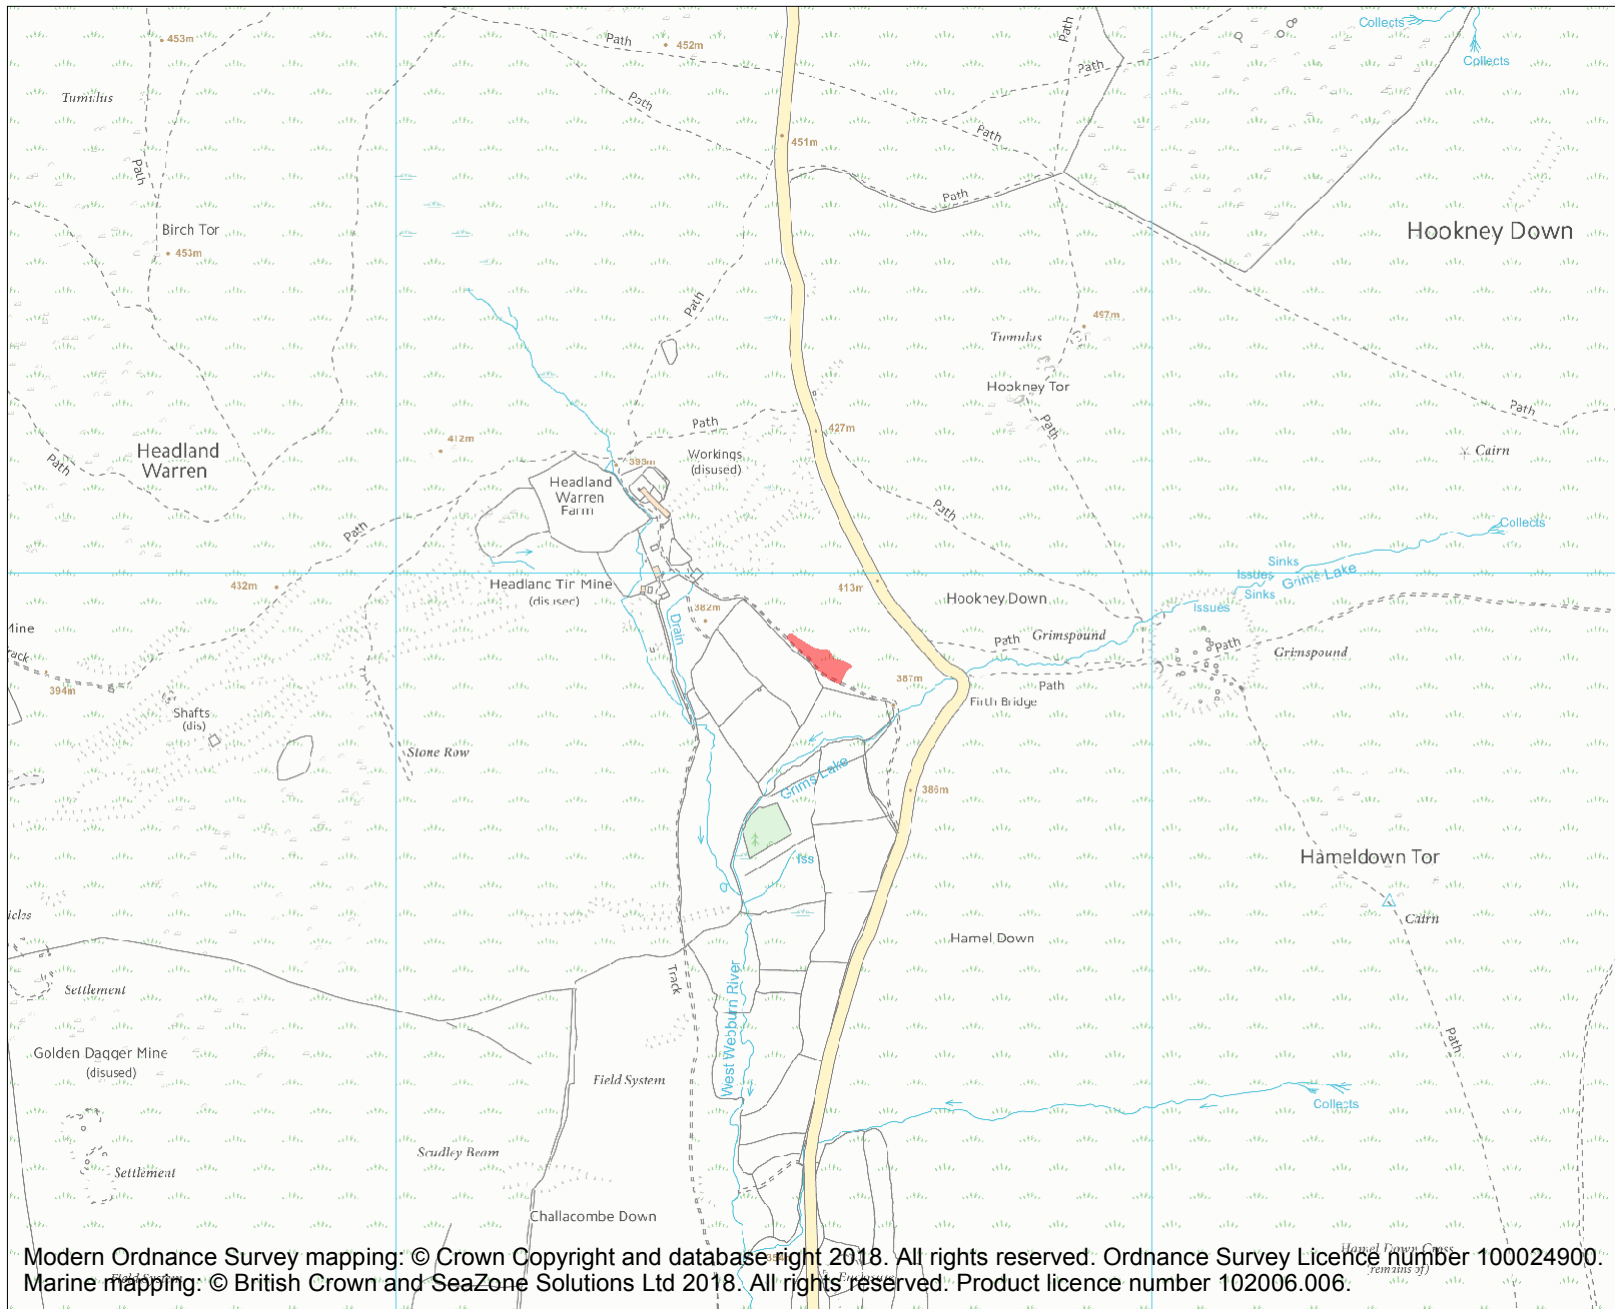 453m
Path
452m
Path
Collects
Collects
Path
Tumulus
Path
451m
Path
Path
Path
Birch Tor
453m
Hookney Down
Path
497m
Tumulus
Hookney Tor
Path
Path
Path
427m
412m
Headland
Warren
Path
398m
Workings
(disused)
Cairn
Headland
Warren
Farm
Path
Path
Collects
Sinks
Issues
Grims Lake
Sinks
Issues
432m
413m
Hookney Down
382m
Drain
(disused)
Path
Grimspound
Path
Grimspound
394m
387m
Path
Firth Bridge
Shafts
(dis)
Stone Row
Grims Lake
386m
Iss
Hameldown Tor
Cairn
Hamel Down
Track
Settlement
West Webburn River
Path
Golden Dagger Mine
(disused)
Field System
Collects
Scudley Beam
Settlement
Challacombe Down
Modern Ordnance Survey mapping: © Crown Copyright and database right 2018. All rights reserved. Ordnance Survey Licence number 100024900.
Marine mapping: © British Crown and SeaZone Solutions Ltd 2018. All rights reserved. Product licence number 102006.006.